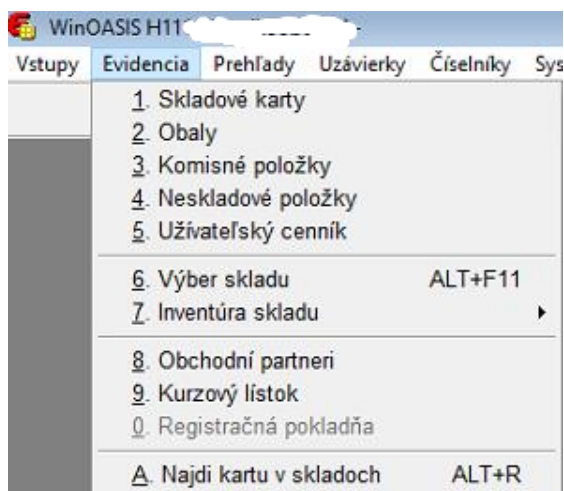 WinOASIS H11
Vstupy Evidencia Prehľady Uzávierky Číselníky Sys
1. Skladové karty
2. Obaly
3. Komisné položky
4. Neskladové položky
5. Užívateľský cenník
6. Výber skladu ALT+F11
7. Inventúra skladu
8. Obchodní partneri
9. Kurzový lístok
0. Registračná pokladňa
A. Najdi kartu v skladoch ALT+R